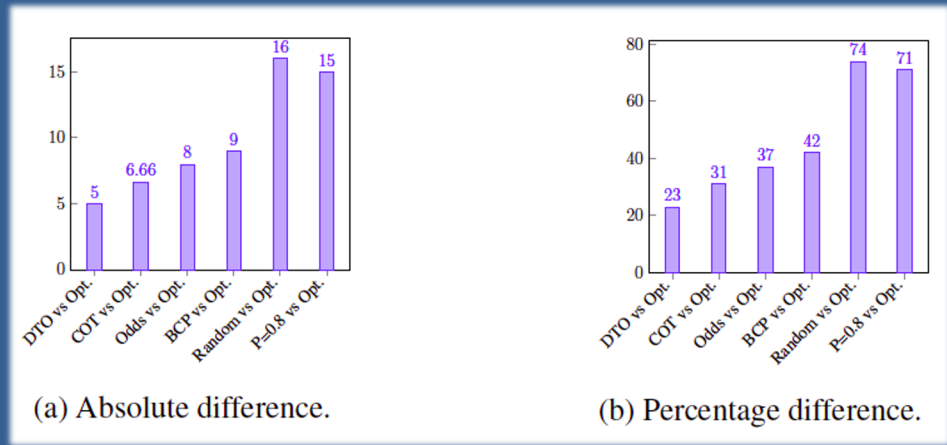 16
15
15
10
9
8
6.66
5
5
0
DTO vs Opt.
COT vs Opt.
Odds vs Opt.
BCP vs Opt.
Random vs Opt.
P=0.8 vs Opt.
(a) Absolute difference.
80
74
71
60
42
40
37
31
23
20
0
DTO vs Opt.
COT vs Opt.
Odds vs Opt.
BCP vs Opt.
Random vs Opt.
P=0.8 vs Opt.
(b) Percentage difference.